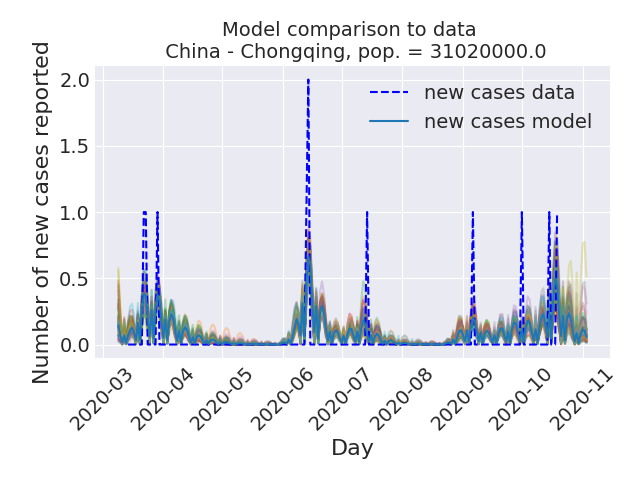 Model comparison to data
China - Chongqing, pop. = 31020000.0
Number of new cases reported
2.0
1.5
1.0
0.5
0.0
new cases data
new cases model
2020-03
2020-04
2020-05
2020-06
2020-07
2020-08
2020-09
2020-10
2020-11
Day